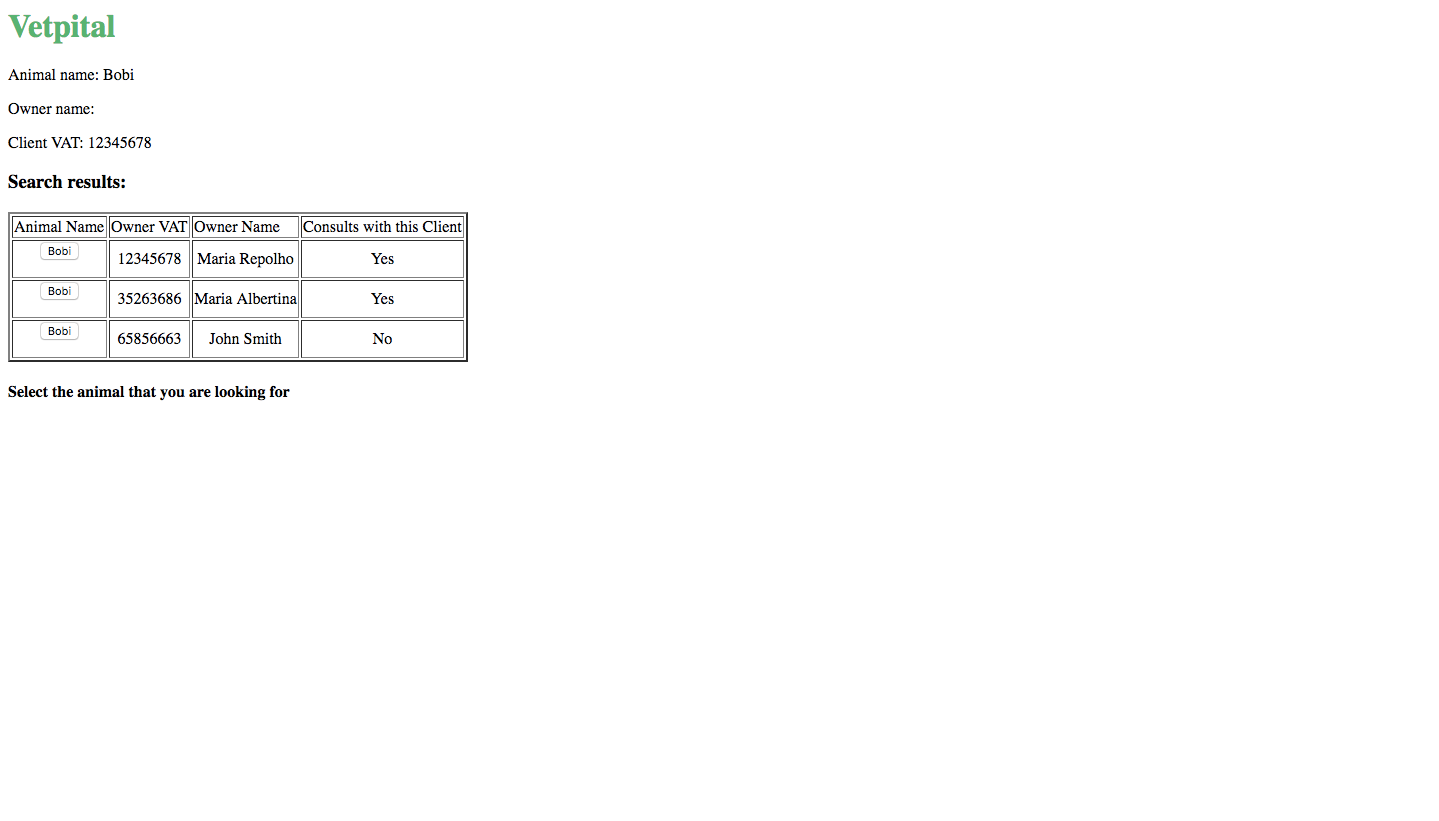 Vetpital
Animal name: Bobi
Owner name:
Client VAT: 12345678
Search results:
Animal Name Owner VAT Owner Name Consults with this Client
Bobi 12345678 Maria Repolho Yes
Bobi 35263686 Maria Albertina Yes
Bobi 65856663 John Smith No
Select the animal that you are looking for